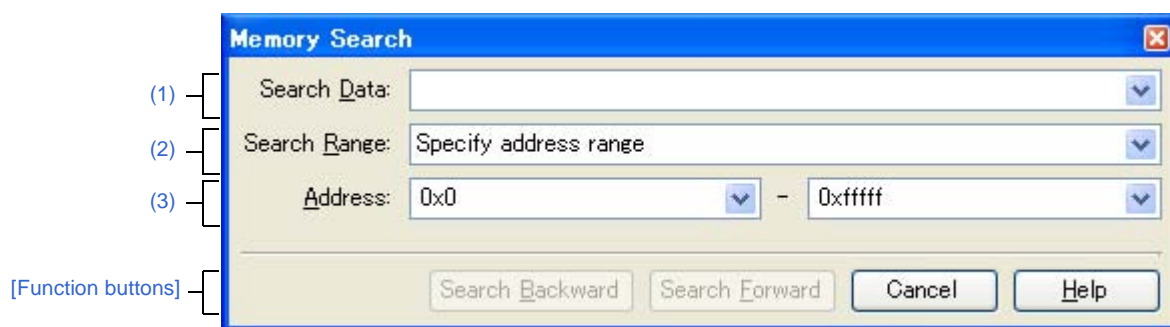 Memory Search
(1) Search Data:
(2) Search Range: Specify address range
(3) Address: 0x0 - 0xfffff
[Function buttons] Search Backward Search Forward Cancel Help